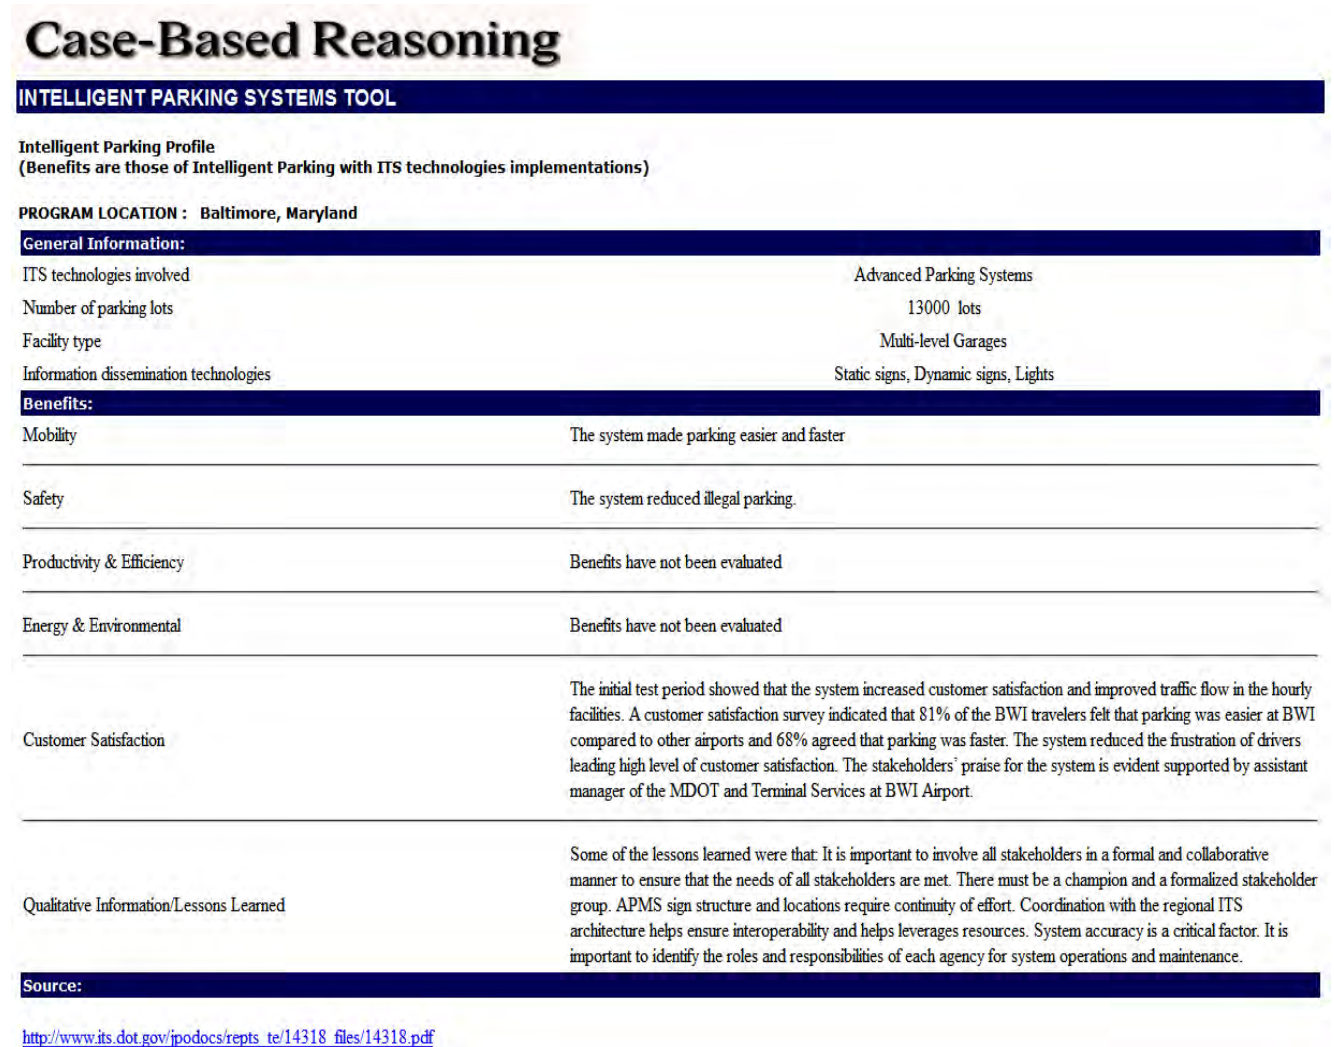 Case-Based Reasoning
INTELLIGENT PARKING SYSTEMS TOOL
Intelligent Parking Profile
(Benefits are those of Intelligent Parking with ITS technologies implementations)
PROGRAM LOCATION : Baltimore, Maryland
General Information:
ITS technologies involved Advanced Parking Systems
Number of parking lots 13000 lots
Facility type Multi-level Garages
Information dissemination technologies Static signs, Dynamic signs, Lights
Benefits:
Mobility The system made parking easier and faster
Safety The system reduced illegal parking.
Productivity & Efficiency Benefits have not been evaluated
Energy & Environmental Benefits have not been evaluated
Customer Satisfaction
The initial test period showed that the system increased customer satisfaction and improved traffic flow in the hourly
facilities. A customer satisfaction survey indicated that 81% of the BWI travelers felt that parking was easier at BWI
compared to other airports and 68% agreed that parking was faster. The system reduced the frustration of drivers
leading high level of customer satisfaction. The stakeholders' praise for the system is evident supported by assistant
manager of the MDOT and Terminal Services at BWI Airport.
Qualitative Information/Lessons Learned
Some of the lessons learned were that: It is important to involve all stakeholders in a formal and collaborative
manner to ensure that the needs of all stakeholders are met. There must be a champion and a formalized stakeholder
group. APMS sign structure and locations require continuity of effort. Coordination with the regional ITS
architecture helps ensure interoperability and helps leverages resources. System accuracy is a critical factor. It is
important to identify the roles and responsibilities of each agency for system operations and maintenance.
Source:
http://www.its.dot.gov/jpodocs/repts_te/14318_files/14318.pdf